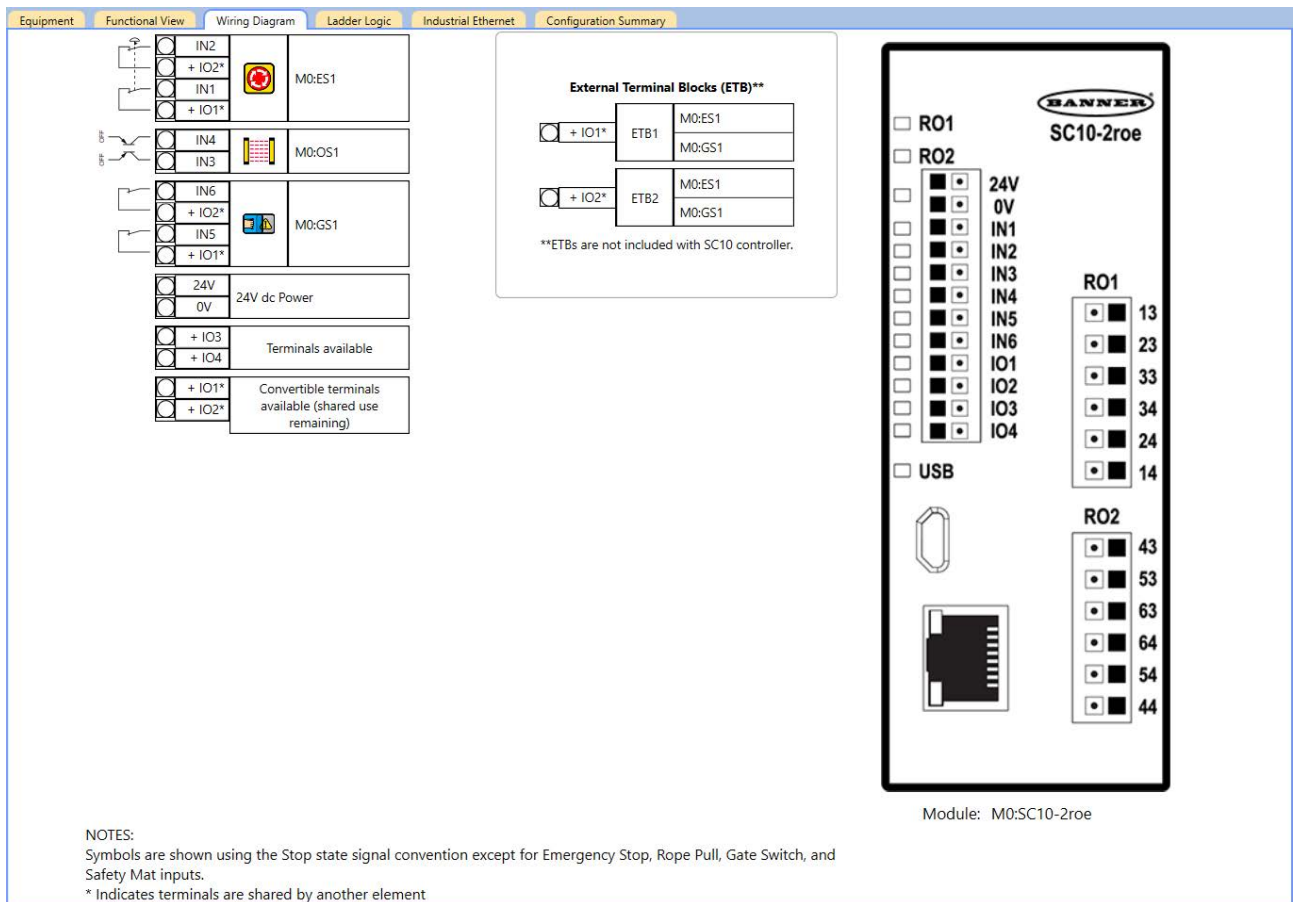 Equipment
Functional View
Wiring Diagram
Ladder Logic
Industrial Ethernet
Configuration Summary
IN2
+ IO2*
IN1
+ IO1*
M0:ES1
OFF
OFF
IN4
IN3
M0:OS1
IN6
+ IO2*
IN5
+ IO1*
M0:GS1
24V
0V
24V dc Power
+ IO3
+ IO4
Terminals available
+ IO1*
+ IO2*
Convertible terminals
available (shared use
remaining)
External Terminal Blocks (ETB)**
+ IO1*
ETB1
M0:ES1
M0:GS1
+ IO2*
ETB2
M0:ES1
M0:GS1
**ETBs are not included with SC10 controller.
BANNER
SC10-2roe
RO1
RO2
24V
0V
IN1
IN2
IN3
IN4
IN5
IN6
IO1
IO2
IO3
IO4
USB
RO1
13
23
33
34
24
14
RO2
43
53
63
64
54
44
Module: M0:SC10-2roe
NOTES:
Symbols are shown using the Stop state signal convention except for Emergency Stop, Rope Pull, Gate Switch, and
Safety Mat inputs.
* Indicates terminals are shared by another element